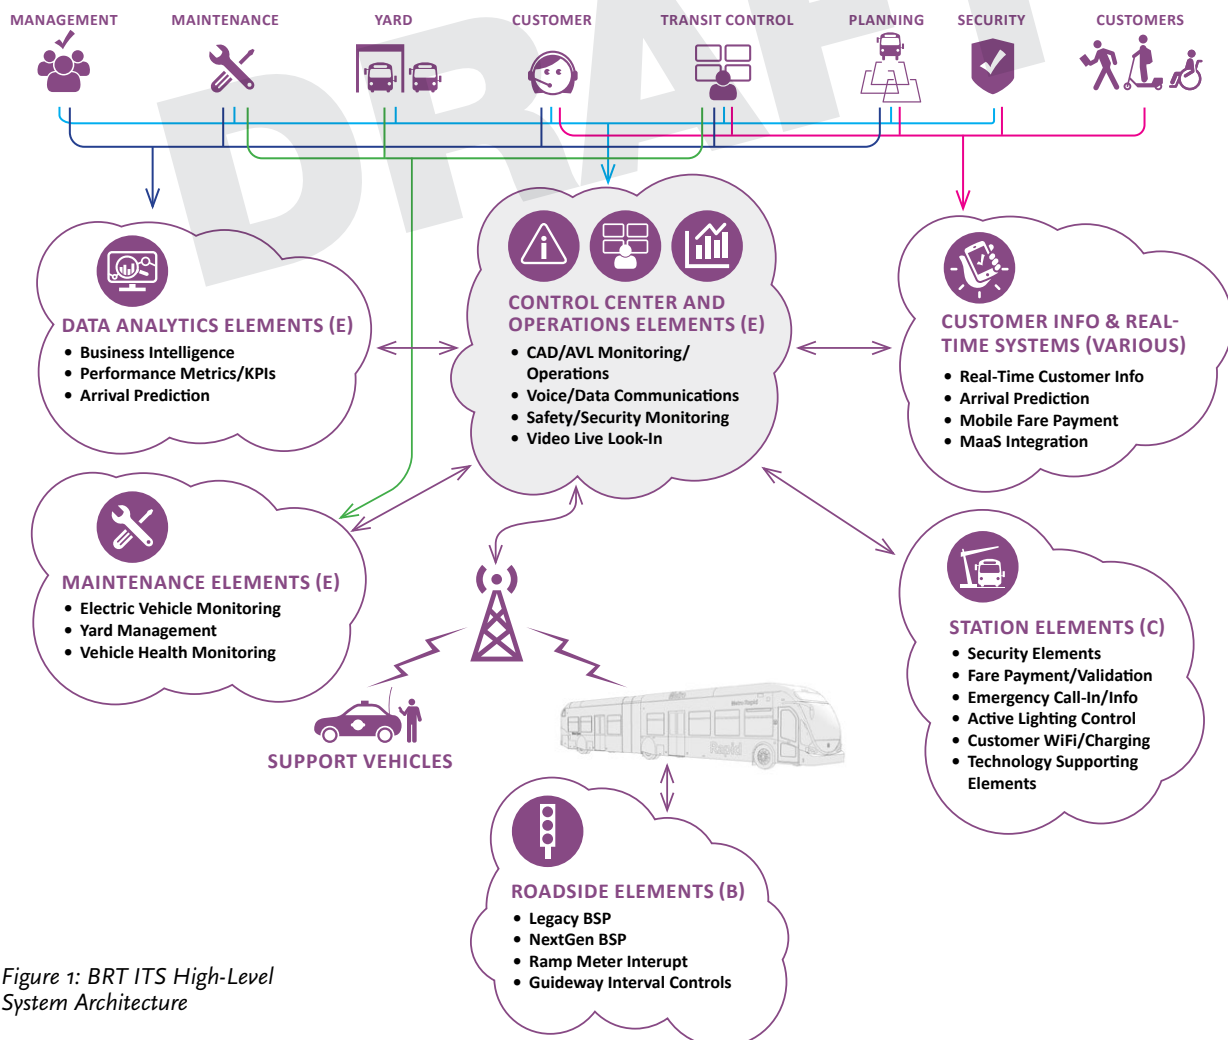 DRAFT
MANAGEMENT
MAINTENANCE
YARD
CUSTOMER
TRANSIT CONTROL
PLANNING
SECURITY
CUSTOMERS
DATA ANALYTICS ELEMENTS (E)
• Business Intelligence
• Performance Metrics/KPIs
• Arrival Prediction
CONTROL CENTER AND
OPERATIONS ELEMENTS (E)
• CAD/AVL Monitoring/
Operations
• Voice/Data Communications
• Safety/Security Monitoring
• Video Live Look-In
CUSTOMER INFO & REAL-
TIME SYSTEMS (VARIOUS)
• Real-Time Customer Info
• Arrival Prediction
• Mobile Fare Payment
• MaaS Integration
MAINTENANCE ELEMENTS (E)
• Electric Vehicle Monitoring
• Yard Management
• Vehicle Health Monitoring
STATION ELEMENTS (C)
• Security Elements
• Fare Payment/Validation
• Emergency Call-In/Info
• Active Lighting Control
• Customer WiFi/Charging
• Technology Supporting
Elements
SUPPORT VEHICLES
Metro Rapid
Rapid
ROADSIDE ELEMENTS (B)
• Legacy BSP
• NextGen BSP
• Ramp Meter Interupt
• Guideway Interval Controls
Figure 1: BRT ITS High-Level
System Architecture